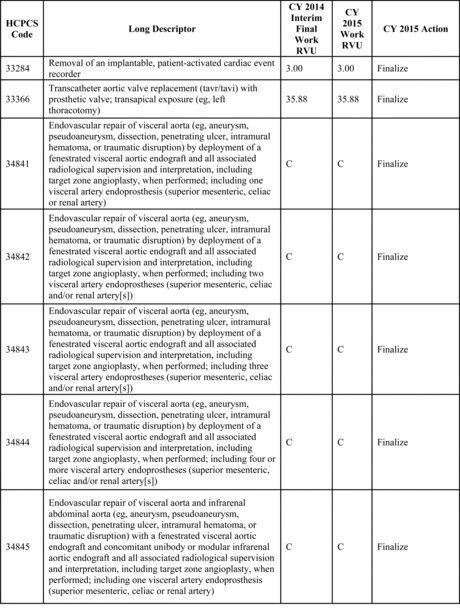 HCPCS Code | Long Descriptor | CY 2014 Interim Final Work RVU | CY 2015 Work RVU | CY 2015 Action
33284 | Removal of an implantable, patient-activated cardiac event
recorder | 3.00 | 3.00 | Finalize
33366 | Transcatheter aortic valve replacement (tavr/tavi) with
prosthetic valve; transapical exposure (eg, left
thoracotomy) | 35.88 | 35.88 | Finalize
34841 | Endovascular repair of visceral aorta (eg, aneurysm,
pseudoaneurysm, dissection, penetrating ulcer, intramural
hematoma, or traumatic disruption) by deployment of a
fenestrated visceral aortic endograft and all associated
radiological supervision and interpretation, including
target zone angioplasty, when performed; including one
visceral artery endoprosthesis (superior mesenteric, celiac
or renal artery) | C | C | Finalize
34842 | Endovascular repair of visceral aorta (eg, aneurysm,
pseudoaneurysm, dissection, penetrating ulcer, intramural
hematoma, or traumatic disruption) by deployment of a
fenestrated visceral aortic endograft and all associated
radiological supervision and interpretation, including
target zone angioplasty, when performed; including two
visceral artery endoprostheses (superior mesenteric, celiac
and/or renal artery[s]) | C | C | Finalize
34843 | Endovascular repair of visceral aorta (eg, aneurysm,
pseudoaneurysm, dissection, penetrating ulcer, intramural
hematoma, or traumatic disruption) by deployment of a
fenestrated visceral aortic endograft and all associated
radiological supervision and interpretation, including
target zone angioplasty, when performed; including three
visceral artery endoprostheses (superior mesenteric, celiac
and/or renal artery[s]) | C | C | Finalize
34844 | Endovascular repair of visceral aorta (eg, aneurysm,
pseudoaneurysm, dissection, penetrating ulcer, intramural
hematoma, or traumatic disruption) by deployment of a
fenestrated visceral aortic endograft and all associated
radiological supervision and interpretation, including
target zone angioplasty, when performed; including four or
more visceral artery endoprostheses (superior mesenteric,
celiac and/or renal artery[s]) | C | C | Finalize
34845 | Endovascular repair of visceral aorta and infrarenal
abdominal aorta (eg, aneurysm, pseudoaneurysm,
dissection, penetrating ulcer, intramural hematoma, or
traumatic disruption) with a fenestrated visceral aortic
endograft and concomitant unibody or modular infrarenal
aortic endograft and all associated radiological supervision
and interpretation, including target zone angioplasty, when
performed; including one visceral artery endoprosthesis
(superior mesenteric, celiac or renal artery) | C | C | Finalize